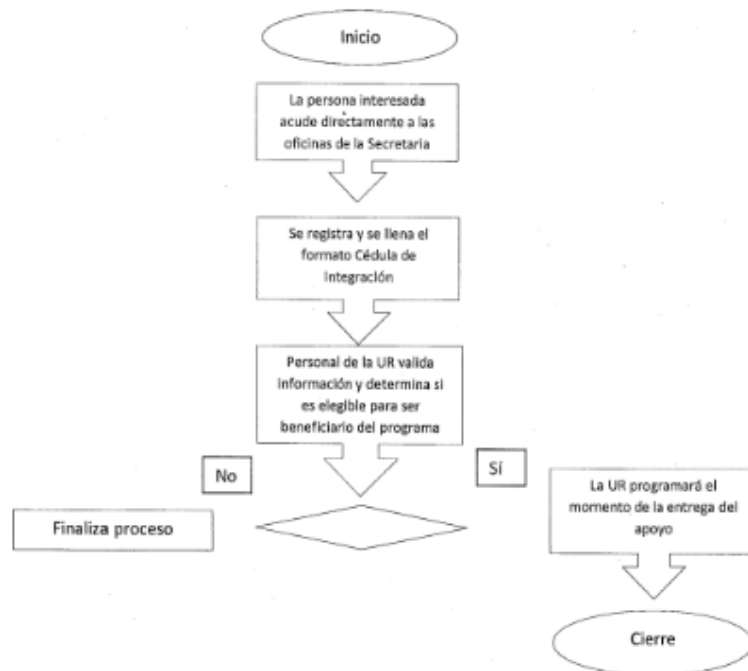 Inicio
La persona interesada
acude directamente a las
oficinas de la Secretaria
Se registra y se llena el
formato Cédula de
Integración
Personal de la UR valida
información y determina si
es elegible para ser
beneficiario del programa
No
Sí
Finaliza proceso
La UR programará el
momento de la entrega del
apoyo
Cierre